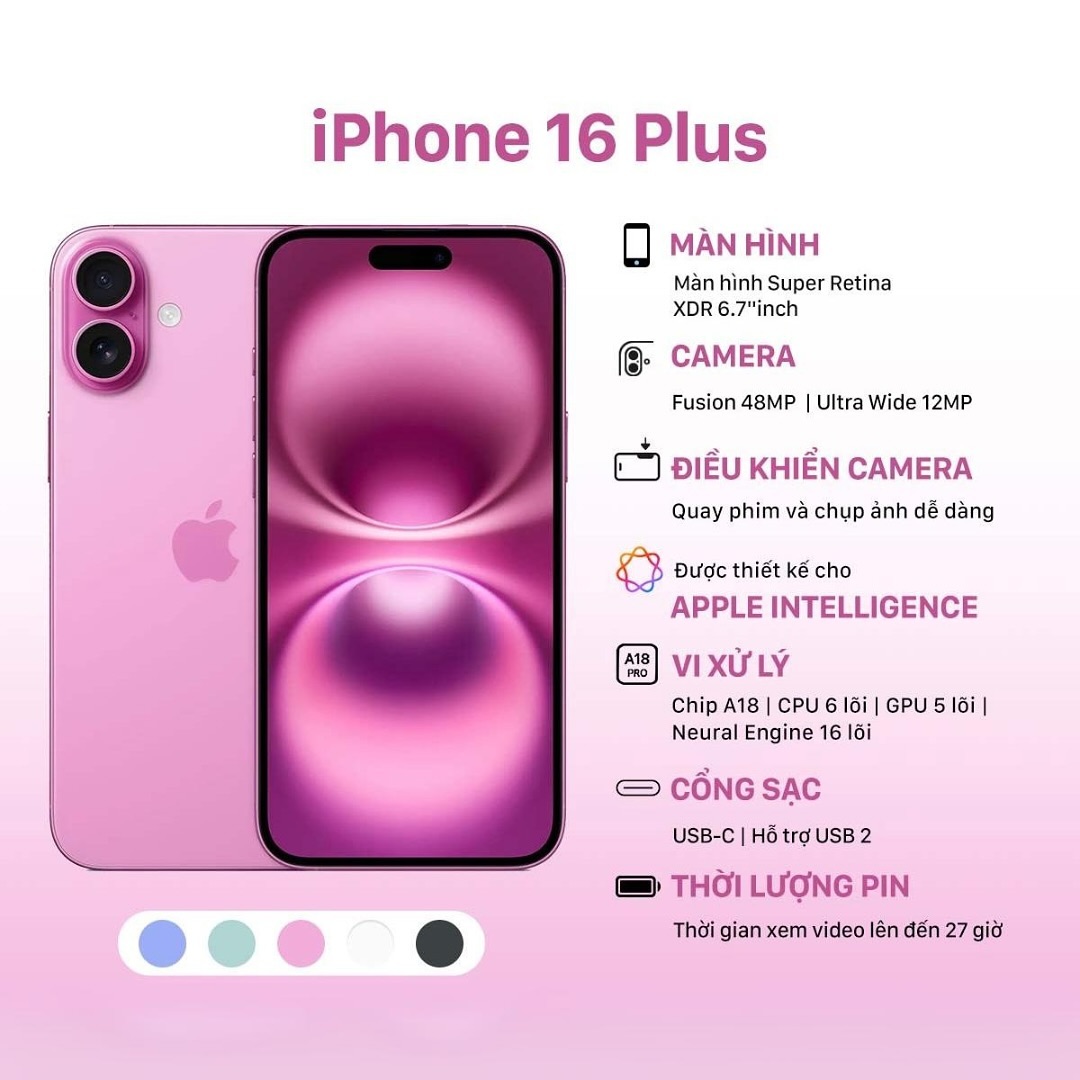 iPhone 16 Plus
MÀN HÌNH
Màn hình Super Retina
XDR 6.7"inch
CAMERA
Fusion 48MP | Ultra Wide 12MP
ĐIỀU KHIỂN CAMERA
Quay phim và chụp ảnh dễ dàng
Được thiết kế cho
APPLE INTELLIGENCE
A18
PRO
VI XỬ LÝ
Chip A18 | CPU 6 lõi | GPU 5 lõi |
Neural Engine 16 lõi
CỔNG SẠC
USB-C | Hỗ trợ USB 2
THỜI LƯỢNG PIN
Thời gian xem video lên đến 27 giờ